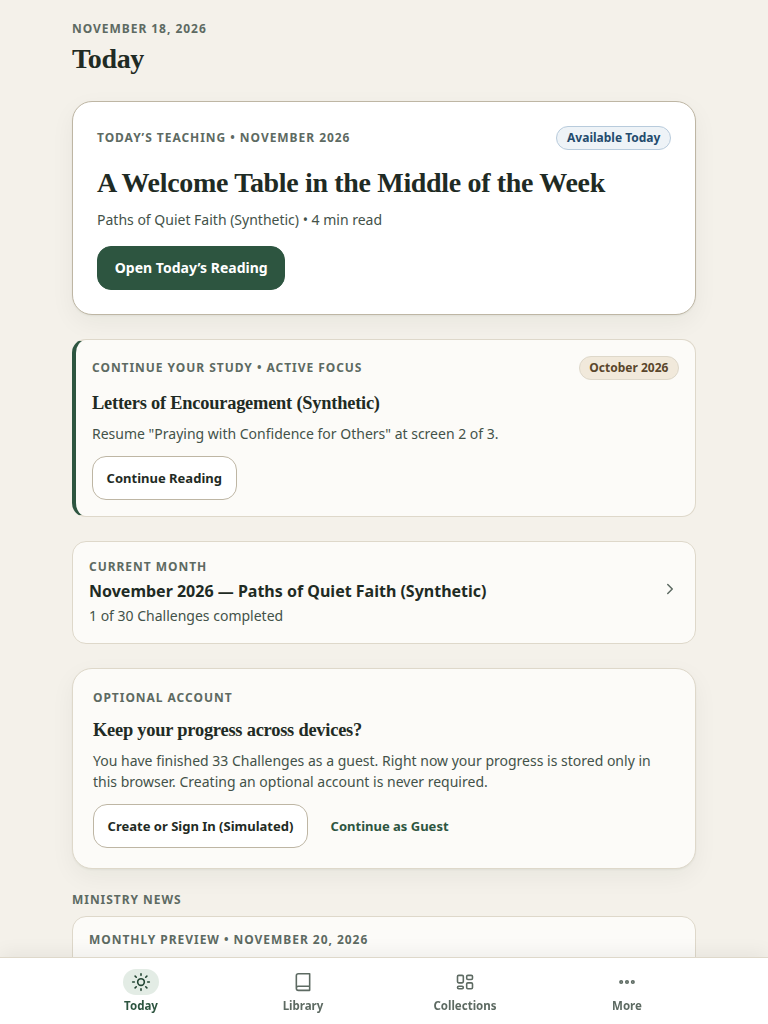 NOVEMBER 18, 2026
Today
TODAY’S TEACHING • NOVEMBER 2026
Available Today
A Welcome Table in the Middle of the Week
Paths of Quiet Faith (Synthetic) • 4 min read
Open Today’s Reading
CONTINUE YOUR STUDY • ACTIVE FOCUS
October 2026
Letters of Encouragement (Synthetic)
Resume "Praying with Confidence for Others" at screen 2 of 3.
Continue Reading
CURRENT MONTH
November 2026 — Paths of Quiet Faith (Synthetic)
1 of 30 Challenges completed
OPTIONAL ACCOUNT
Keep your progress across devices?
You have finished 33 Challenges as a guest. Right now your progress is stored only in
this browser. Creating an optional account is never required.
Create or Sign In (Simulated)
Continue as Guest
MINISTRY NEWS
MONTHLY PREVIEW • NOVEMBER 20, 2026
Today
Library
Collections
More